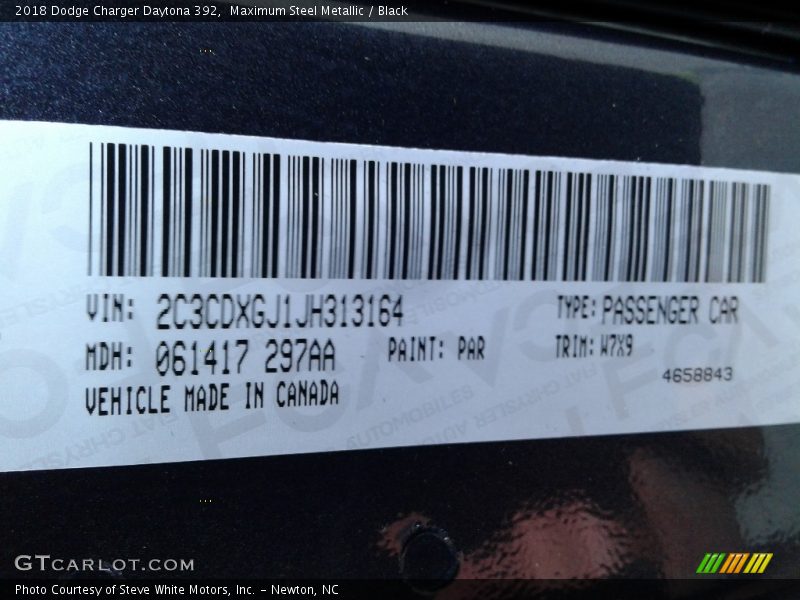 2018 Dodge Charger Daytona 392,  Maximum Steel Metallic / Black
VIN: 2C3CDXGJ1JH313164 TYPE: PASSENGER CAR
MDH: 061417 297AA PAINT: PAR TRIM: W7X9
4658843
VEHICLE MADE IN CANADA
GTCARLOT.COM
Photo Courtesy of Steve White Motors, Inc. – Newton, NC